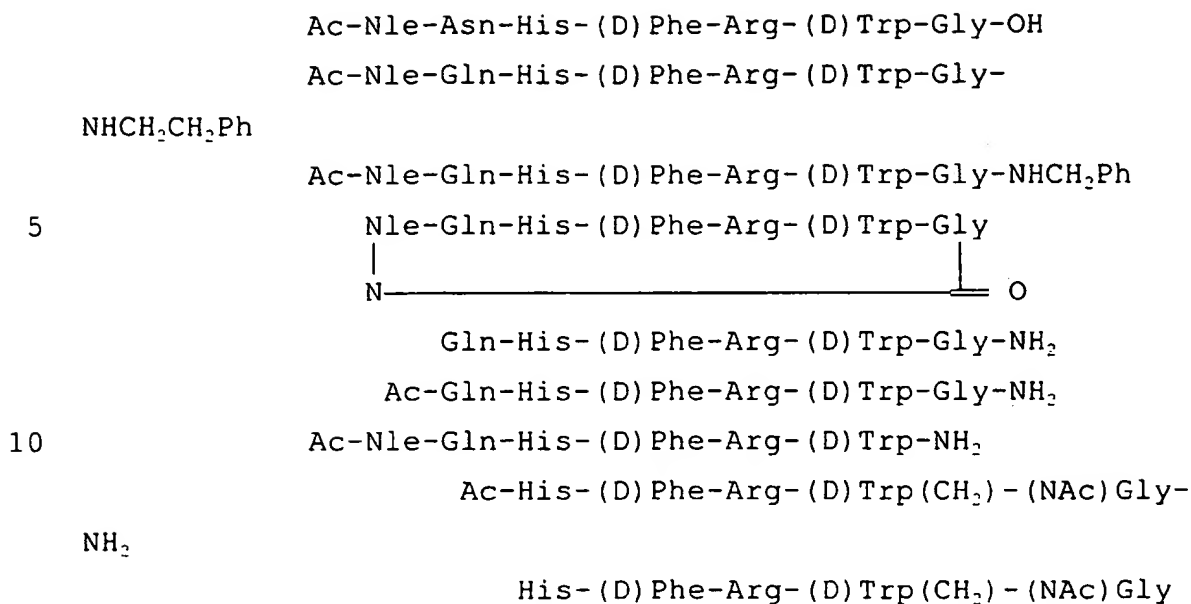 Ac-Nle-Asn-His-(D)Phe-Arg-(D)Trp-Gly-OH
Ac-Nle-Gln-His-(D)Phe-Arg-(D)Trp-Gly-
NHCH₂CH₂Ph
Ac-Nle-Gln-His-(D)Phe-Arg-(D)Trp-Gly-NHCH₂Ph
5 Nle-Gln-His-(D)Phe-Arg-(D)Trp-Gly
N O
Gln-His-(D)Phe-Arg-(D)Trp-Gly-NH₂
Ac-Gln-His-(D)Phe-Arg-(D)Trp-Gly-NH₂
10 Ac-Nle-Gln-His-(D)Phe-Arg-(D)Trp-NH₂
Ac-His-(D)Phe-Arg-(D)Trp(CH₂)-(NAc)Gly-
NH₂
His-(D)Phe-Arg-(D)Trp(CH₂)-(NAc)Gly